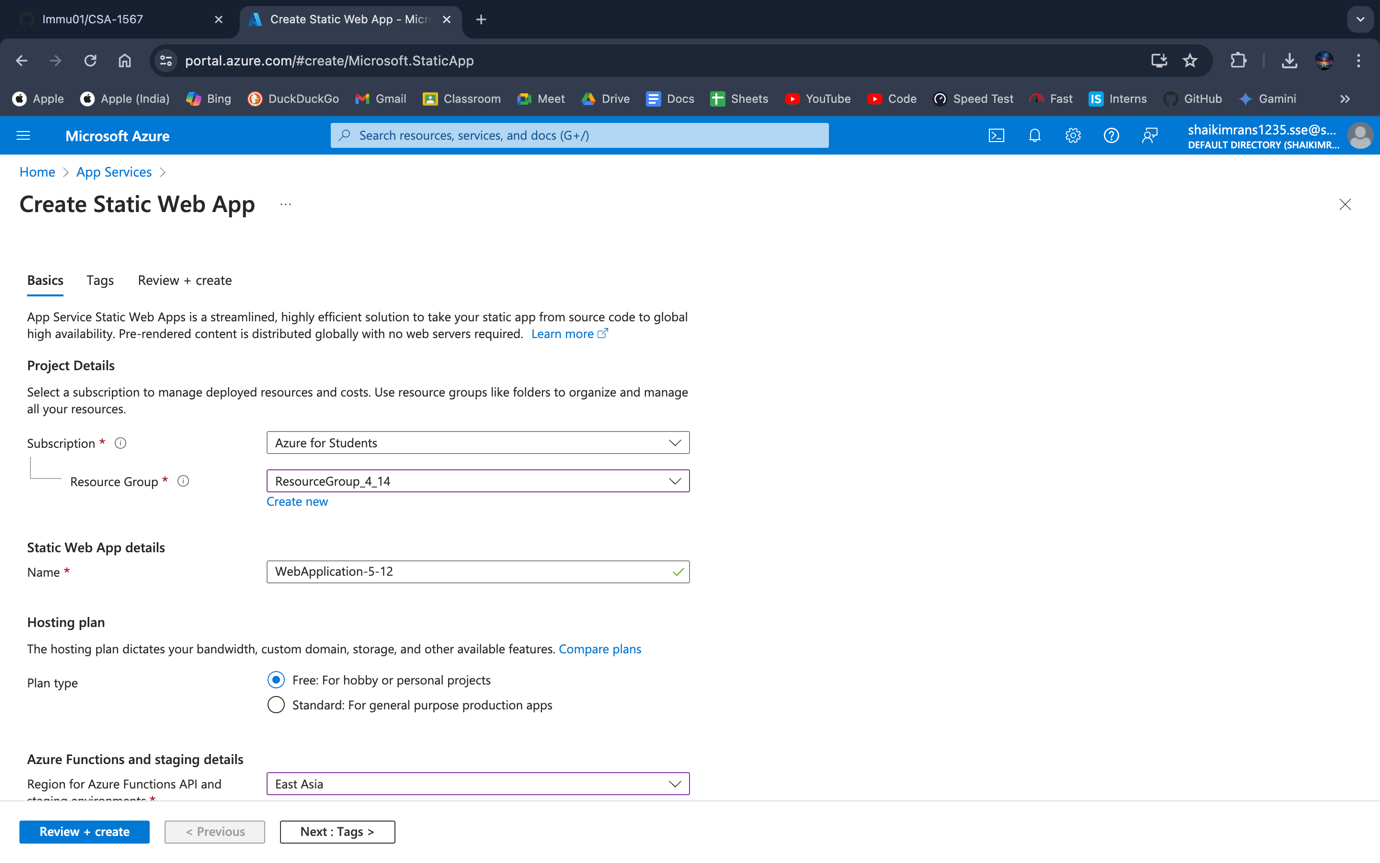 Immu01/CSA-1567
Create Static Web App - Micr
portal.azure.com/#create/Microsoft.StaticApp
Apple
Apple (India)
Bing
DuckDuckGo
Gmail
Classroom
Meet
Drive
Docs
Sheets
YouTube
Code
Speed Test
Fast
IS Interns
GitHub
Gamini
Microsoft Azure
Search resources, services, and docs (G+/)
shaikimrans1235.sse@s...
DEFAULT DIRECTORY (SHAIKIMR...
Home > App Services >
Create Static Web App ...
Basics
Tags
Review + create
App Service Static Web Apps is a streamlined, highly efficient solution to take your static app from source code to global
high availability. Pre-rendered content is distributed globally with no web servers required. Learn more
Project Details
Select a subscription to manage deployed resources and costs. Use resource groups like folders to organize and manage
all your resources.
Subscription *
Azure for Students
Resource Group *
ResourceGroup_4_14
Create new
Static Web App details
Name *
WebApplication-5-12
Hosting plan
The hosting plan dictates your bandwidth, custom domain, storage, and other available features. Compare plans
Plan type
Free: For hobby or personal projects
Standard: For general purpose production apps
Azure Functions and staging details
Region for Azure Functions API and
staging environments *
East Asia
Review + create
< Previous
Next : Tags >